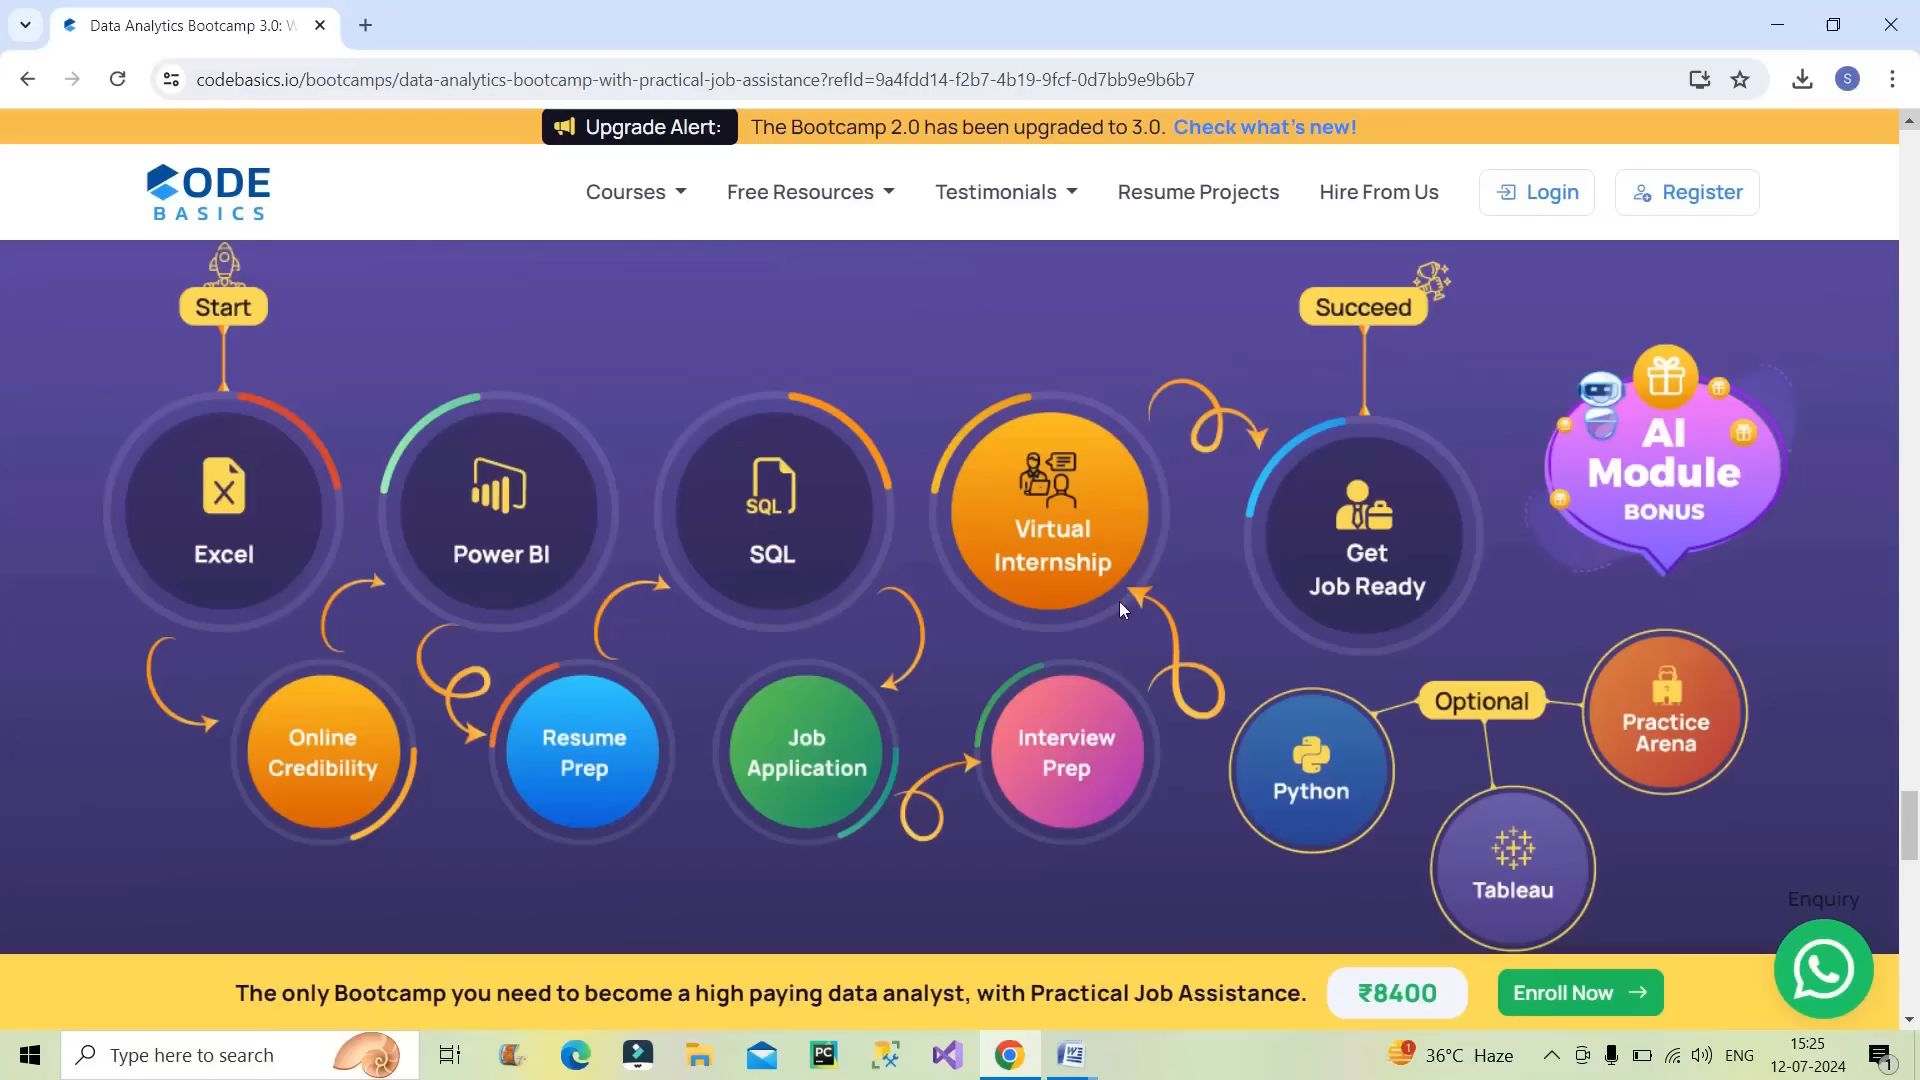 Data Analytics Bootcamp 3.0: W
codebasics.io/bootcamps/data-analytics-bootcamp-with-practical-job-assistance?refId=9a4fdd14-f2b7-4b19-9fcf-0d7bb9e9b6b7
S
Upgrade Alert: The Bootcamp 2.0 has been upgraded to 3.0. Check what's new!
CODE
BASICS
Courses Free Resources Testimonials Resume Projects Hire From Us Login Register
Start
Succeed
Excel
Power BI
SQL
SQL
Virtual
Internship
Get
Job Ready
AI
Module
BONUS
Online
Credibility
Resume
Prep
Job
Application
Interview
Prep
Optional
Python
Tableau
Practice
Arena
Enquiry
The only Bootcamp you need to become a high paying data analyst, with Practical Job Assistance. ₹8400 Enroll Now
Type here to search
PC
1
36°C Haze
ENG
15:25
12-07-2024
1